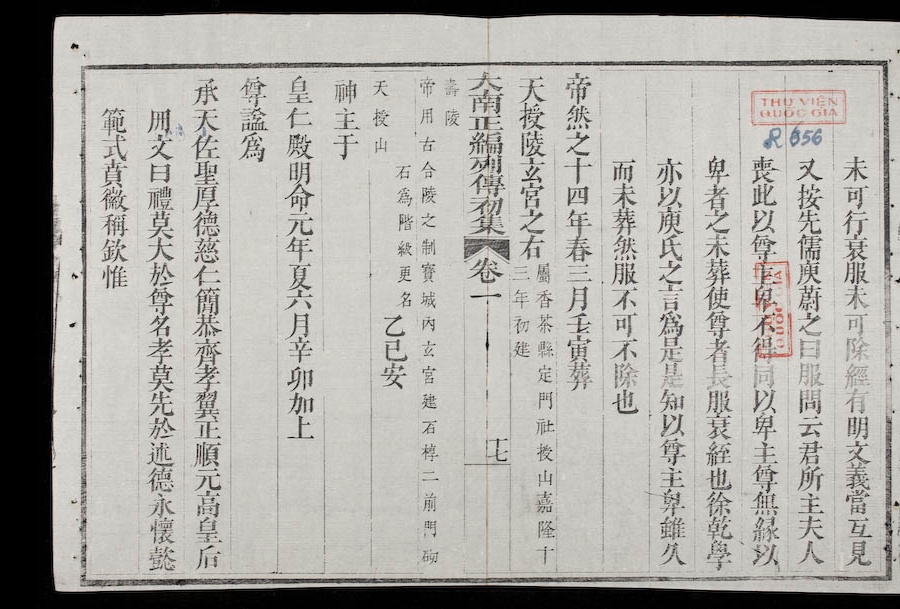 THƯ VIỆN
QUỐC GIA
R 656
未可行衰服未可除經有明文義當互見
又按先儒庾蔚之曰服問云君所主夫人
喪此以尊主卑不得同以卑主尊無緣以
卑者之未葬使尊者長服衰絰也徐乾學
亦以庾氏之言爲是是知以尊主卑雖久
而未葬然服不可不除也
帝然之十四年春三月壬寅葬
天授陵玄宮之右
屬香茶縣定門社授山嘉隆十
三年初建
大南正編列傳初集 卷一 十七
壽陵
帝用古合陵之制寶城內玄宮建石槨二前門砌
石爲階級更名
天授山
乙巳安
神主于
皇仁殿明命元年夏六月辛卯加上
尊謚爲
承天佐聖厚德慈仁簡恭齊孝翼正順元高皇后
冊文曰禮莫大於尊名孝莫先於述德永懷懿
範式賁徽稱欽惟